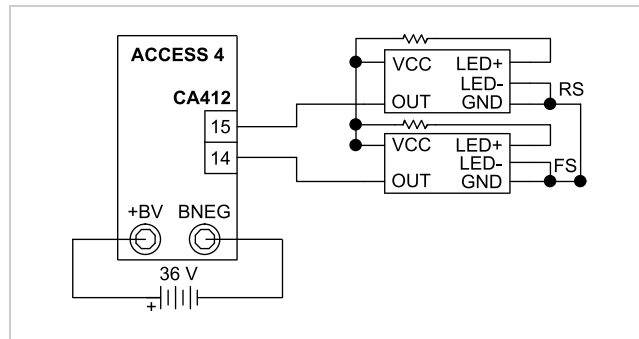 ACCESS 4
CA412
15
14
+BV BNEG
36 V
+
VCC LED+
LED-
OUT GND
RS
VCC LED+
LED-
OUT GND
FS